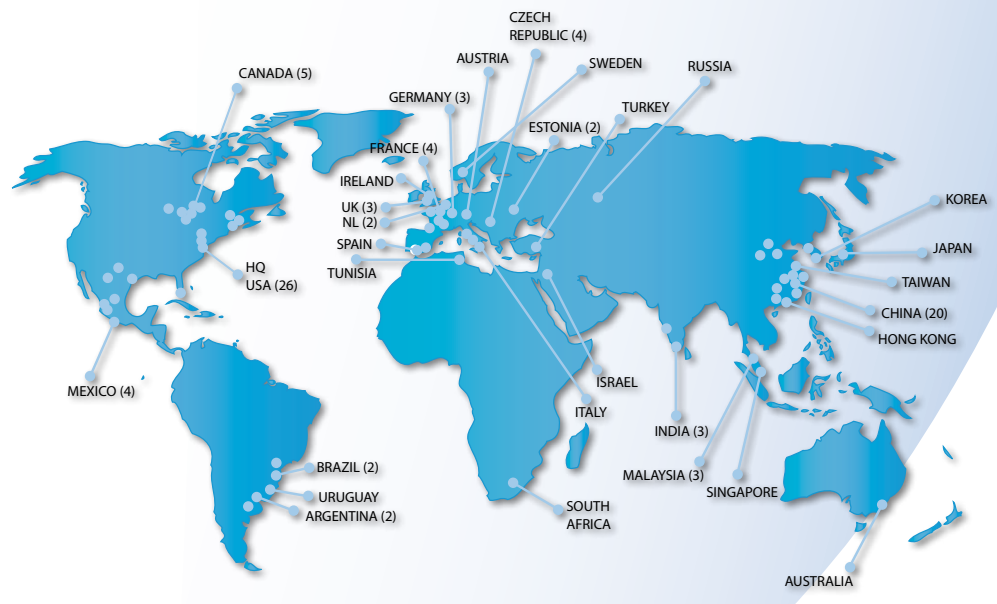 CZECH
REPUBLIC (4)
AUSTRIA
SWEDEN
RUSSIA
CANADA (5)
GERMANY (3)
TURKEY
ESTONIA (2)
FRANCE (4)
IRELAND
UK (3)
NL (2)
SPAIN
TUNISIA
HQ
USA (26)
KOREA
JAPAN
TAIWAN
CHINA (20)
HONG KONG
MEXICO (4)
ISRAEL
ITALY
INDIA (3)
MALAYSIA (3)
SINGAPORE
BRAZIL (2)
URUGUAY
ARGENTINA (2)
SOUTH
AFRICA
AUSTRALIA